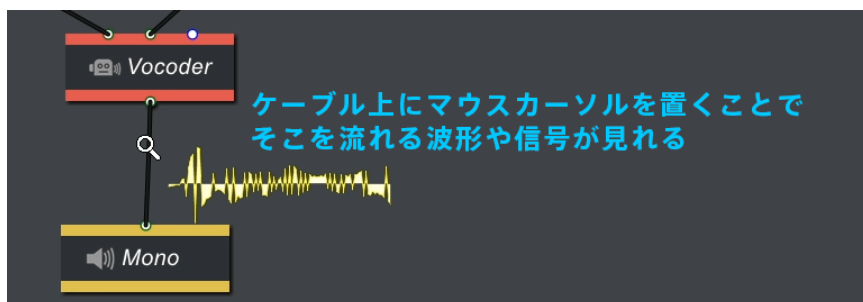 Vocoder
ケーブル上にマウスカーソルを置くことで
そこを流れる波形や信号が見れる
Mono